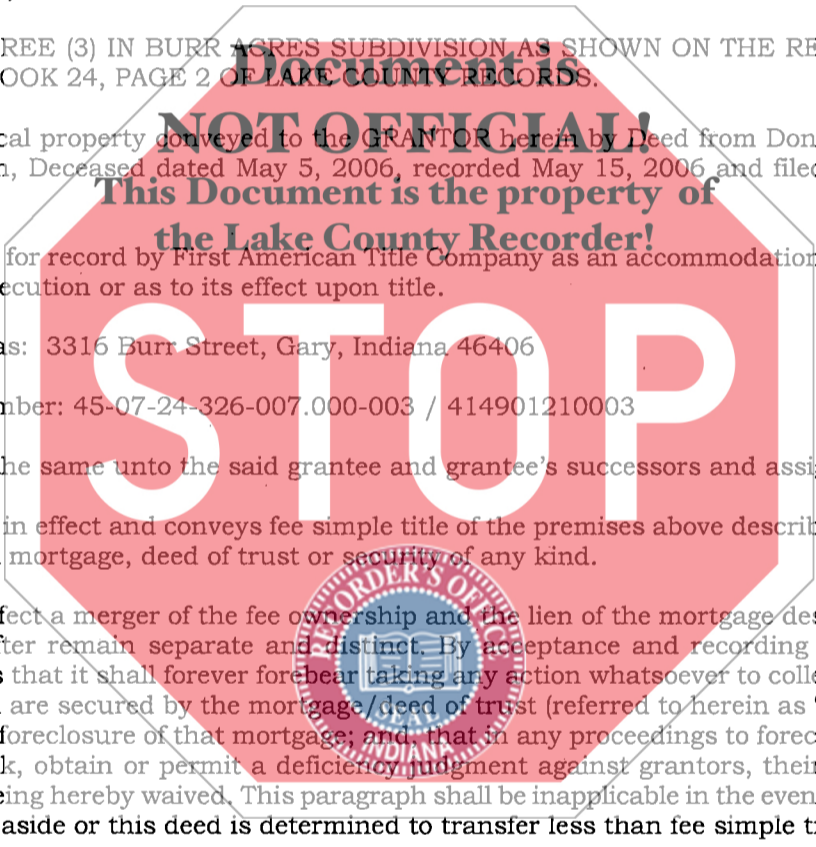 REE (3) IN BURR ACRES SUBDIVISION AS SHOWN ON THE RE
OOK 24, PAGE 2 OF LAKE COUNTY RECORDS.
Document is
NOT OFFICIAL!
This Document is the property of
the Lake County Recorder!
cal property conveyed to the GRANTOR herein by Deed from Don
n, Deceased dated May 5, 2006, recorded May 15, 2006 and filed
for record by First American Title Company as an accommodation
ecution or as to its effect upon title.
as: 3316 Burr Street, Gary, Indiana 46406
mber: 45-07-24-326-007.000-003 / 414901210003
STOP
he same unto the said grantee and grantee's successors and assig
in effect and conveys fee simple title of the premises above describ
mortgage, deed of trust or security of any kind.
fect a merger of the fee ownership and the lien of the mortgage des
ter remain separate and distinct. By acceptance and recording
s that it shall forever forebear taking any action whatsoever to colle
are secured by the mortgage/deed of trust (referred to herein as "
foreclosure of that mortgage; and, that in any proceedings to forec
k, obtain or permit a deficiency judgment against grantors, their
eing hereby waived. This paragraph shall be inapplicable in the even
aside or this deed is determined to transfer less than fee simple ti
RECORDER'S OFFICE
SEAL
INDIANA